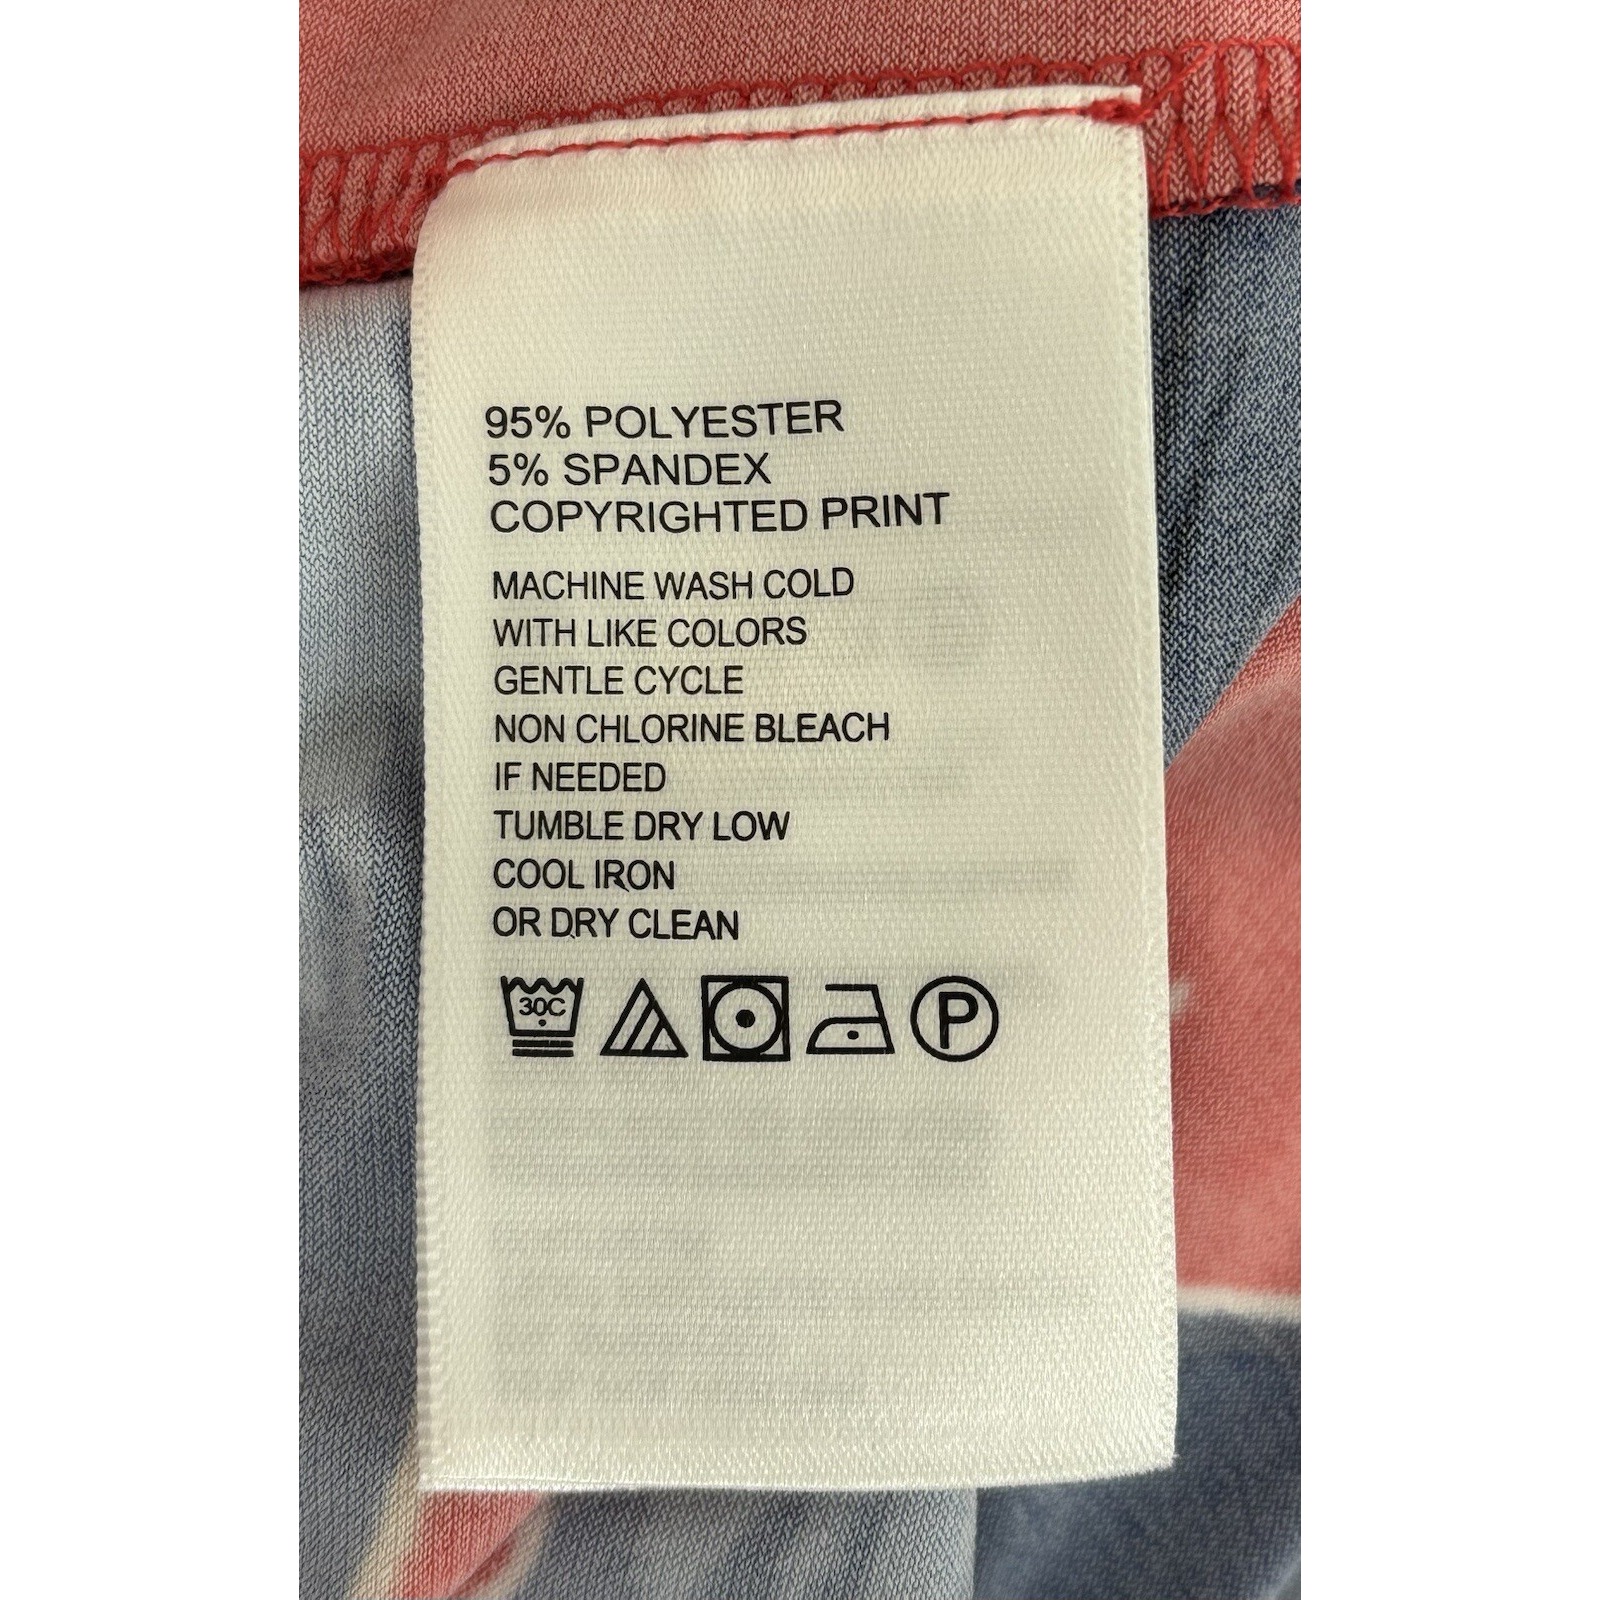 95% POLYESTER
5% SPANDEX
COPYRIGHTED PRINT
MACHINE WASH COLD
WITH LIKE COLORS
GENTLE CYCLE
NON CHLORINE BLEACH
IF NEEDED
TUMBLE DRY LOW
COOL IRON
OR DRY CLEAN
30C P